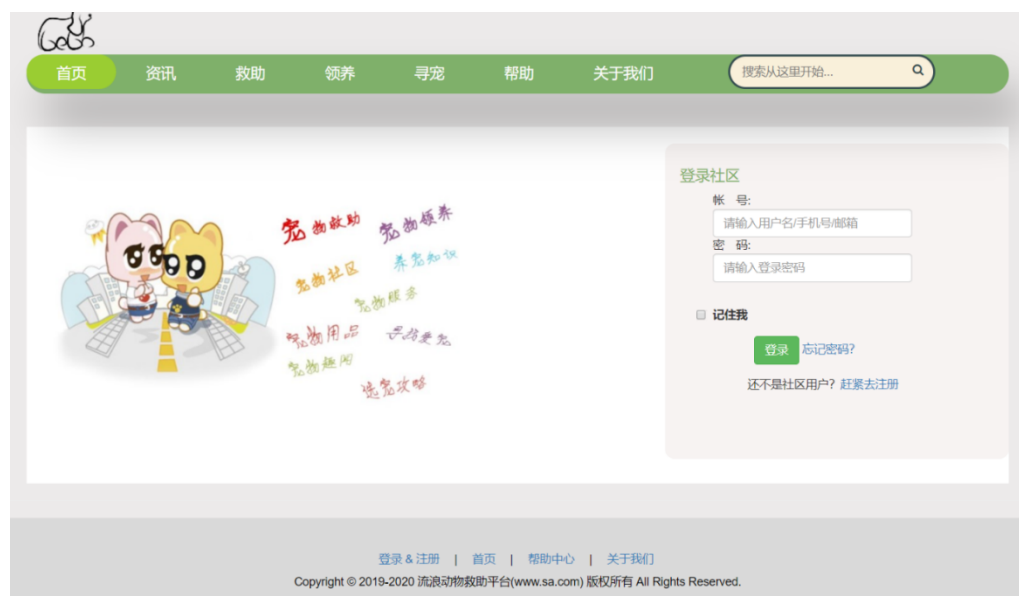 首页 资讯 救助 领养 寻宠 帮助 关于我们 搜索从这里开始...
登录社区
帐 号:
请输入用户名/手机号/邮箱
密 码:
请输入登录密码
记住我
登录 忘记密码?
还不是社区用户? 赶紧去注册
宠物救助 宠物领养
宠物社区 养宠知识
宠物服务
宠物用品 寻找爱宠
宠物趣闻
选宠攻略
登录 & 注册 | 首页 | 帮助中心 | 关于我们
Copyright © 2019-2020 流浪动物救助平台(www.sa.com) 版权所有 All Rights Reserved.